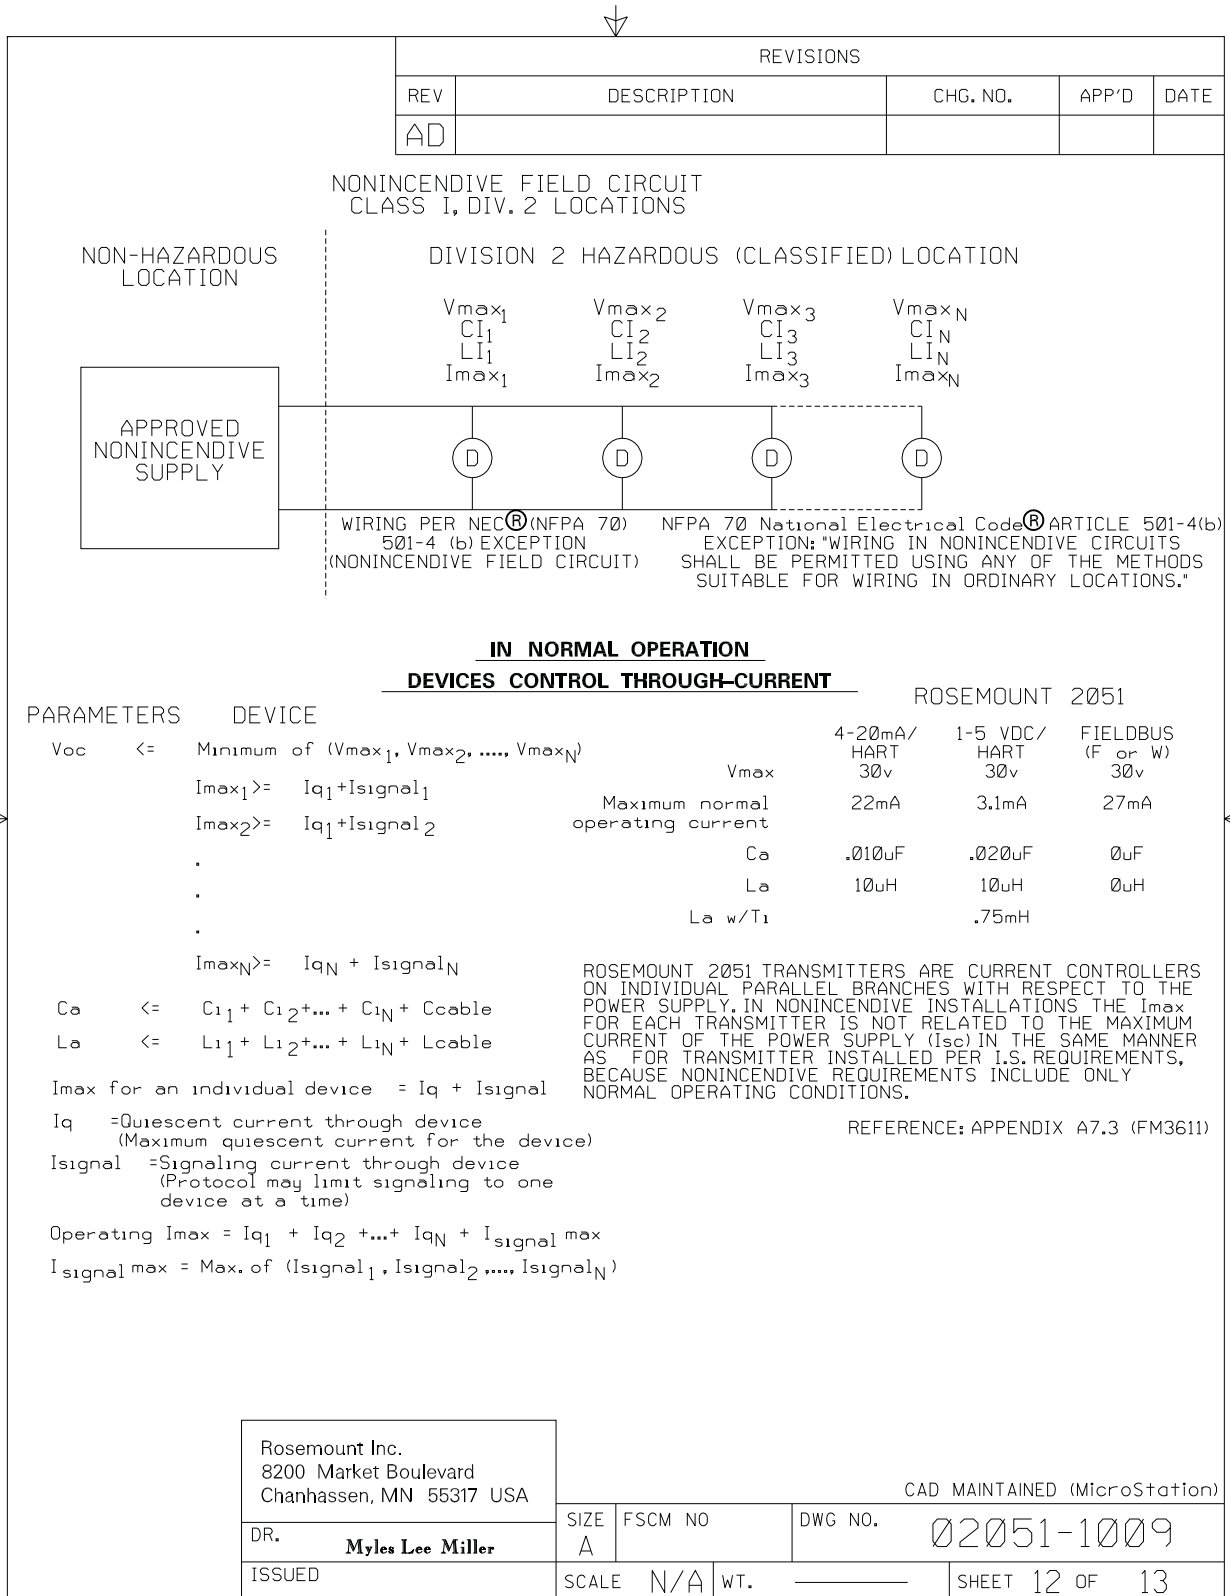 REVISIONS
REV DESCRIPTION CHG. NO. APP'D DATE
AD
NONINCENDIVE FIELD CIRCUIT
CLASS I, DIV. 2 LOCATIONS
NON-HAZARDOUS
LOCATION
DIVISION 2 HAZARDOUS (CLASSIFIED) LOCATION
Vmax1 Vmax2 Vmax3 VmaxN
CI1 CI2 CI3 CIN
LI1 LI2 LI3 LIN
Imax1 Imax2 Imax3 ImaxN
APPROVED
NONINCENDIVE
SUPPLY
D D D D
WIRING PER NEC®(NFPA 70)
501-4 (b) EXCEPTION
(NONINCENDIVE FIELD CIRCUIT)
NFPA 70 National Electrical Code® ARTICLE 501-4(b)
EXCEPTION: "WIRING IN NONINCENDIVE CIRCUITS
SHALL BE PERMITTED USING ANY OF THE METHODS
SUITABLE FOR WIRING IN ORDINARY LOCATIONS."
IN NORMAL OPERATION
DEVICES CONTROL THROUGH-CURRENT
PARAMETERS DEVICE
Voc <= Minimum of (Vmax1, Vmax2, ...., VmaxN)
Imax1>= Iq1+Isignal1
Imax2>= Iq1+Isignal2
.
.
.
ImaxN>= IqN + IsignalN
Ca <= Ci1+ Ci2+... + CiN+ Ccable
La <= Li1+ Li2+... + LiN+ Lcable
Imax for an individual device = Iq + Isignal
Iq =Quiescent current through device
(Maximum quiescent current for the device)
Isignal =Signaling current through device
(Protocol may limit signaling to one
device at a time)
Operating Imax = Iq1 + Iq2 +...+ IqN + Isignal max
Isignal max = Max. of (Isignal1, Isignal2,...., IsignalN)
ROSEMOUNT 2051
4-20mA/ 1-5 VDC/ FIELDBUS
HART HART (F or W)
Vmax 30v 30v 30v
Maximum normal 22mA 3.1mA 27mA
operating current
Ca .010uF .020uF 0uF
La 10uH 10uH 0uH
La w/T1 .75mH
ROSEMOUNT 2051 TRANSMITTERS ARE CURRENT CONTROLLERS
ON INDIVIDUAL PARALLEL BRANCHES WITH RESPECT TO THE
POWER SUPPLY. IN NONINCENDIVE INSTALLATIONS THE Imax
FOR EACH TRANSMITTER IS NOT RELATED TO THE MAXIMUM
CURRENT OF THE POWER SUPPLY (Isc) IN THE SAME MANNER
AS FOR TRANSMITTER INSTALLED PER I.S. REQUIREMENTS,
BECAUSE NONINCENDIVE REQUIREMENTS INCLUDE ONLY
NORMAL OPERATING CONDITIONS.
REFERENCE: APPENDIX A7.3 (FM3611)
Rosemount Inc.
8200 Market Boulevard
Chanhassen, MN 55317 USA
CAD MAINTAINED (MicroStation)
DR. Myles Lee Miller
ISSUED
SIZE A
FSCM NO
DWG NO. 02051-1009
SCALE N/A WT. SHEET 12 OF 13